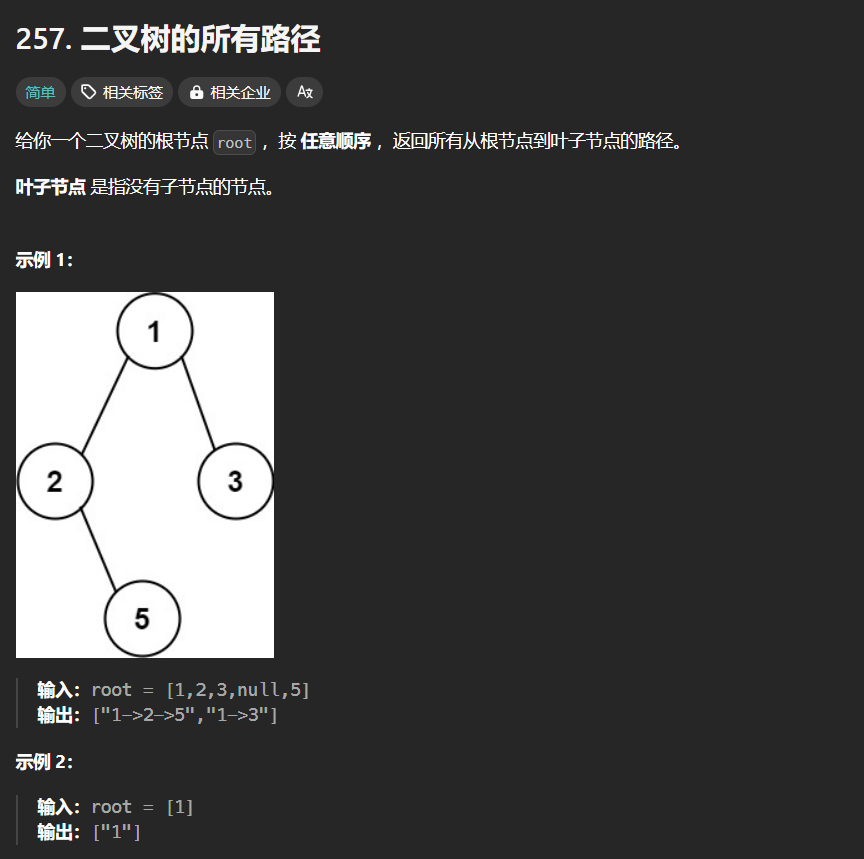 257. 二叉树的所有路径
简单 相关标签 相关企业 Aあ
给你一个二叉树的根节点 root ，按 任意顺序 ，返回所有从根节点到叶子节点的路径。
叶子节点 是指没有子节点的节点。
示例 1：
1
2 3
5
输入：root = [1,2,3,null,5]
输出：["1->2->5","1->3"]
示例 2：
输入：root = [1]
输出：["1"]